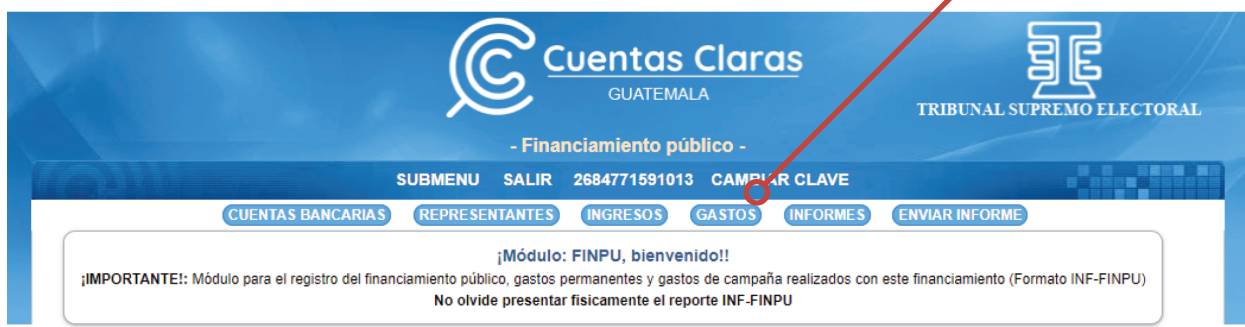 Cuentas Claras
GUATEMALA
TRIBUNAL SUPREMO ELECTORAL
- Financiamiento público -
SUBMENU SALIR 2684771591013 CAMBIAR CLAVE
CUENTAS BANCARIAS REPRESENTANTES INGRESOS GASTOS INFORMES ENVIAR INFORME
¡Módulo: FINPU, bienvenido!!
¡IMPORTANTE!: Módulo para el registro del financiamiento público, gastos permanentes y gastos de campaña realizados con este financiamiento (Formato INF-FINPU)
No olvide presentar fisicamente el reporte INF-FINPU